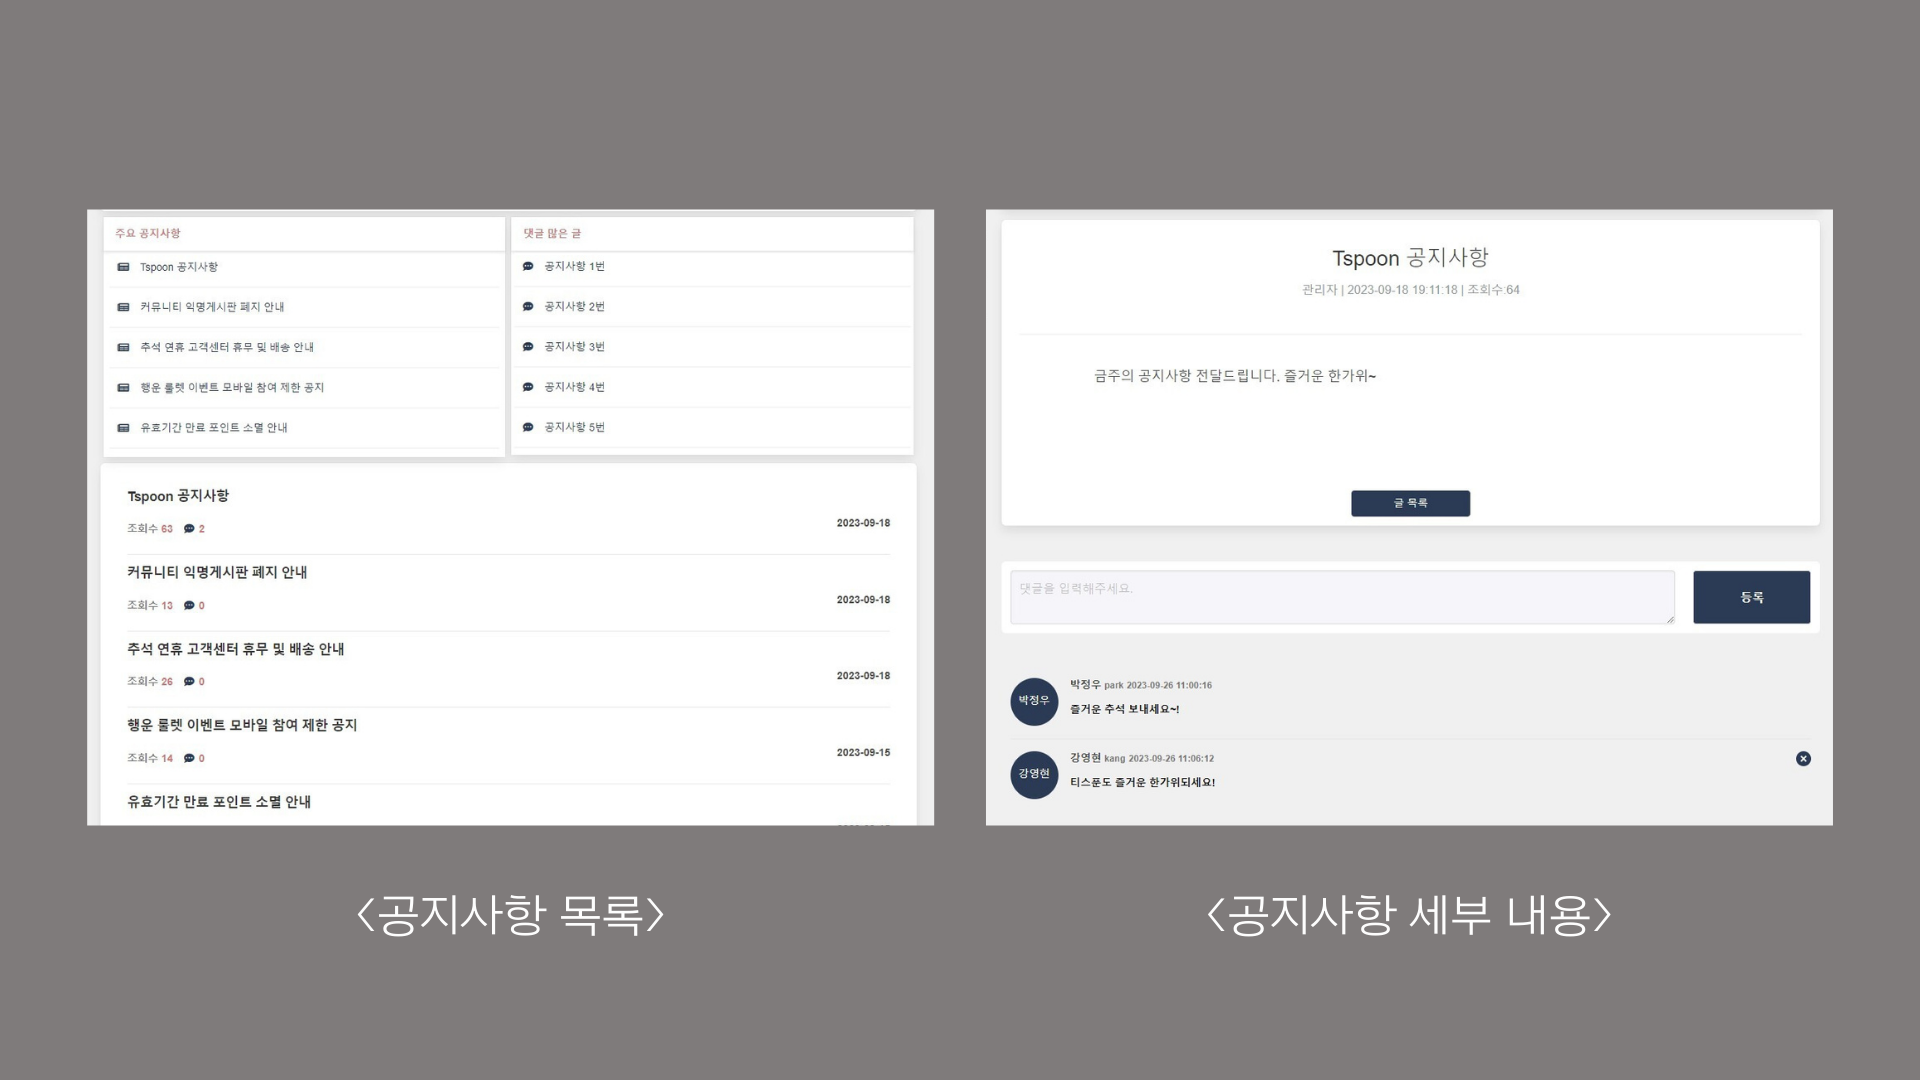 주요 공지사항
Tspoon 공지사항
커뮤니티 익명게시판 폐지 안내
추석 연휴 고객센터 휴무 및 배송 안내
행운 룰렛 이벤트 모바일 참여 제한 공지
유효기간 만료 포인트 소멸 안내
댓글 많은 글
공지사항 1번
공지사항 2번
공지사항 3번
공지사항 4번
공지사항 5번
Tspoon 공지사항
조회수 63 2
2023-09-18
커뮤니티 익명게시판 폐지 안내
조회수 13 0
2023-09-18
추석 연휴 고객센터 휴무 및 배송 안내
조회수 26 0
2023-09-18
행운 룰렛 이벤트 모바일 참여 제한 공지
조회수 14 0
2023-09-15
유효기간 만료 포인트 소멸 안내
<공지사항 목록>
Tspoon 공지사항
관리자 | 2023-09-18 19:11:18 | 조회수:64
금주의 공지사항 전달드립니다. 즐거운 한가위~
글 목록
댓글을 입력해주세요.
등록
박정우
박정우 park 2023-09-26 11:00:16
즐거운 추석 보내세요~!
강영현
강영현 kang 2023-09-26 11:06:12
티스푼도 즐거운 한가위되세요!
<공지사항 세부 내용>